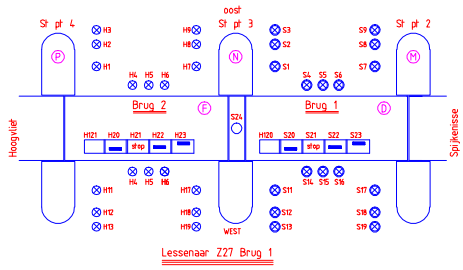 oost
St pt 4 St pt 3 St pt 2
H3 H9 S3 S9
H2 H8 S2 S8
P N M
H1 H7 S1 S7
H4 H5 H6 S4 S5 S6
Brug 2 F Brug 1 D
S24
Hoogvliet
Spijkenisse
H121 H20 H21 H22 H23 H120 S20 S21 S22 S23
stop stop
H4 H5 H6 S14 S15 S16
H11 H17 S11 S17
H12 H18 S12 S18
H13 H19 S13 S19
WEST
Lessenaar Z27 Brug 1